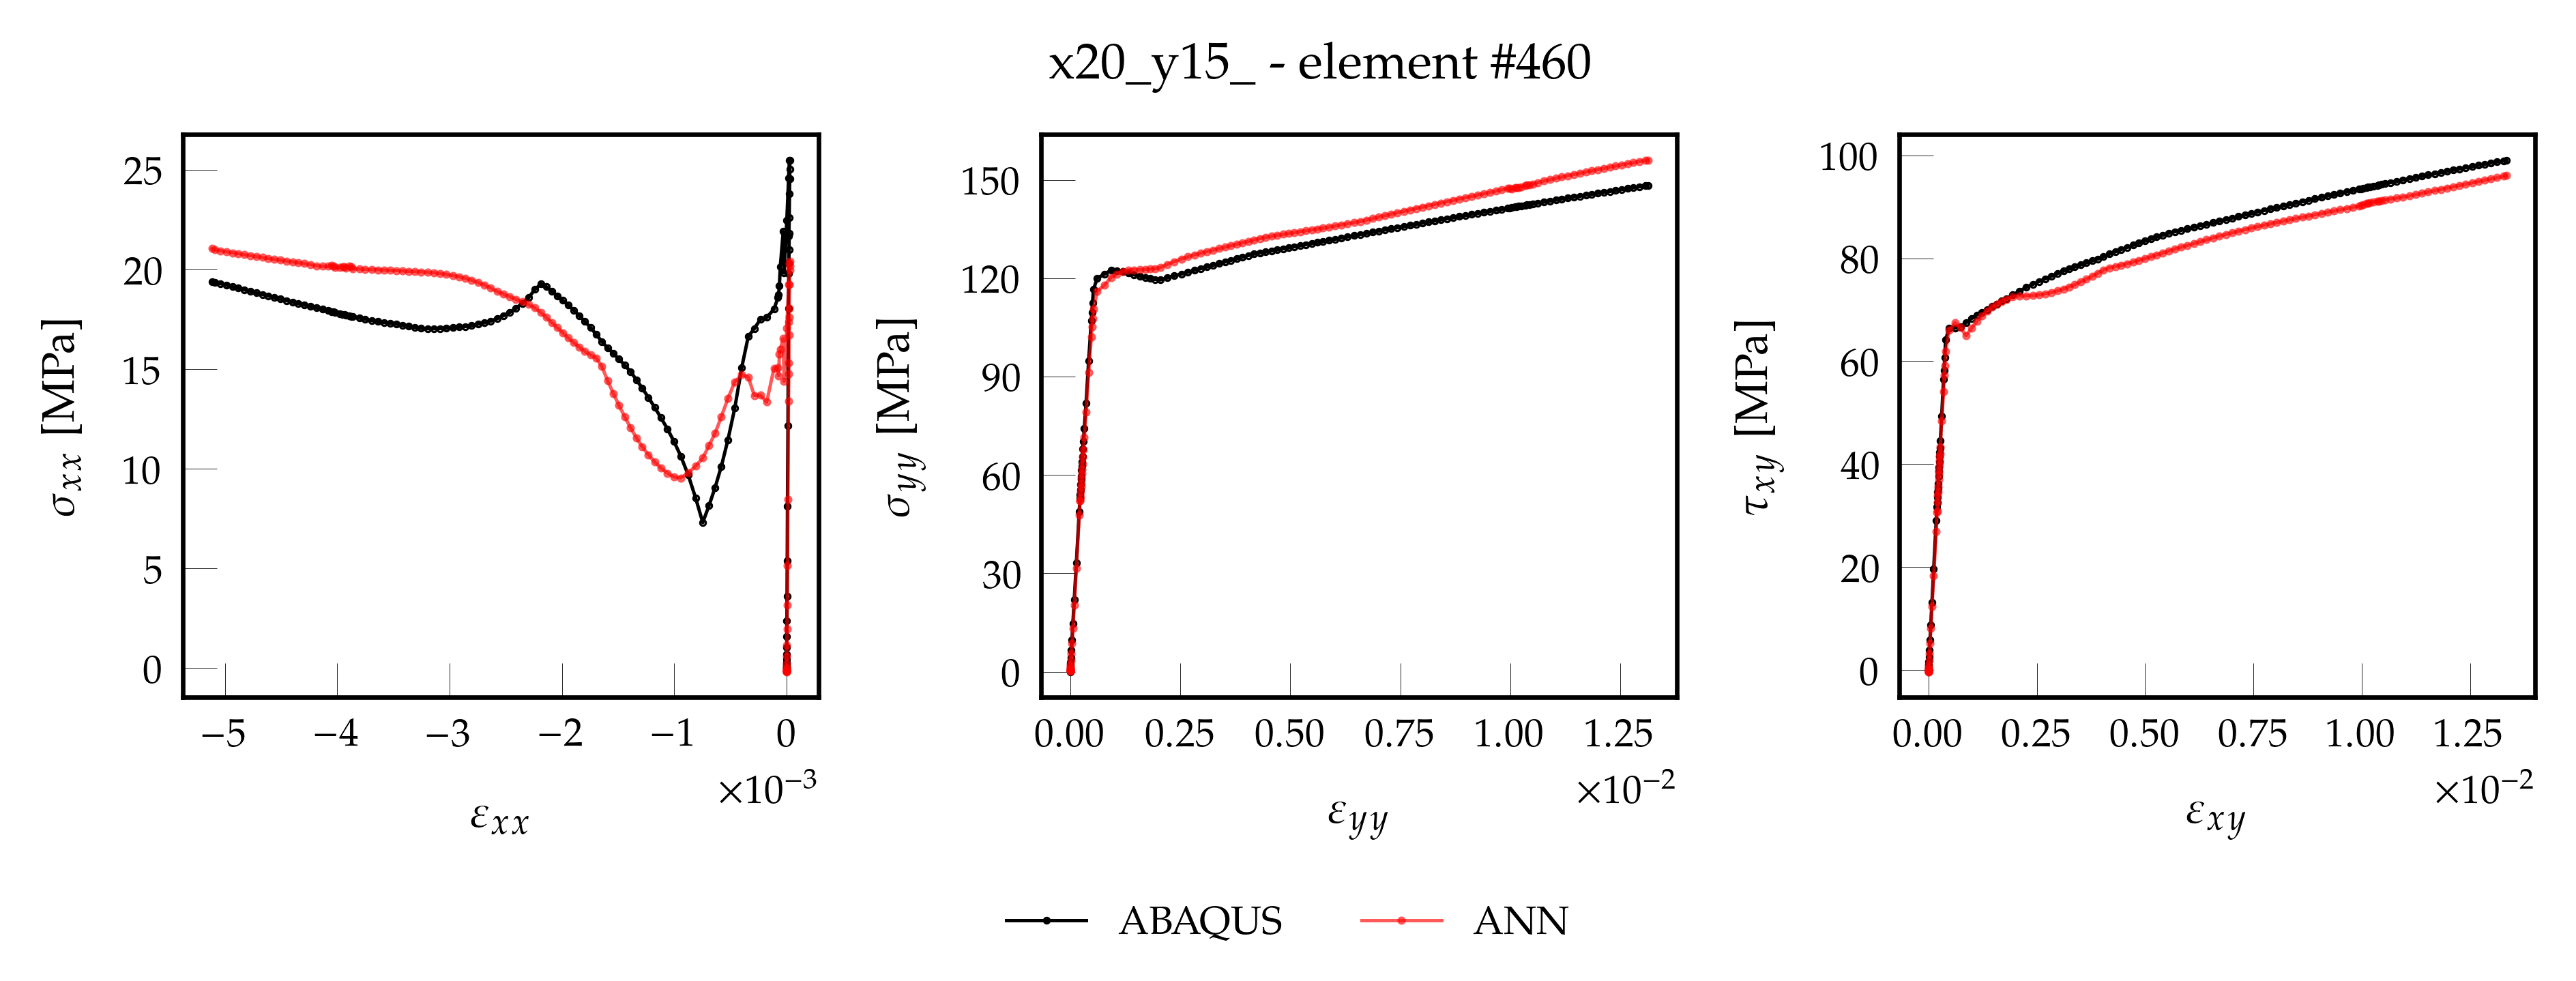 x20_y15_ - element #460
σxx [MPa]
25
20
15
10
5
0
−5 −4 −3 −2 −1 0
×10⁻³
εxx
σyy [MPa]
150
120
90
60
30
0
0.00 0.25 0.50 0.75 1.00 1.25
×10⁻²
εyy
τxy [MPa]
100
80
60
40
20
0
0.00 0.25 0.50 0.75 1.00 1.25
×10⁻²
εxy
ABAQUS ANN